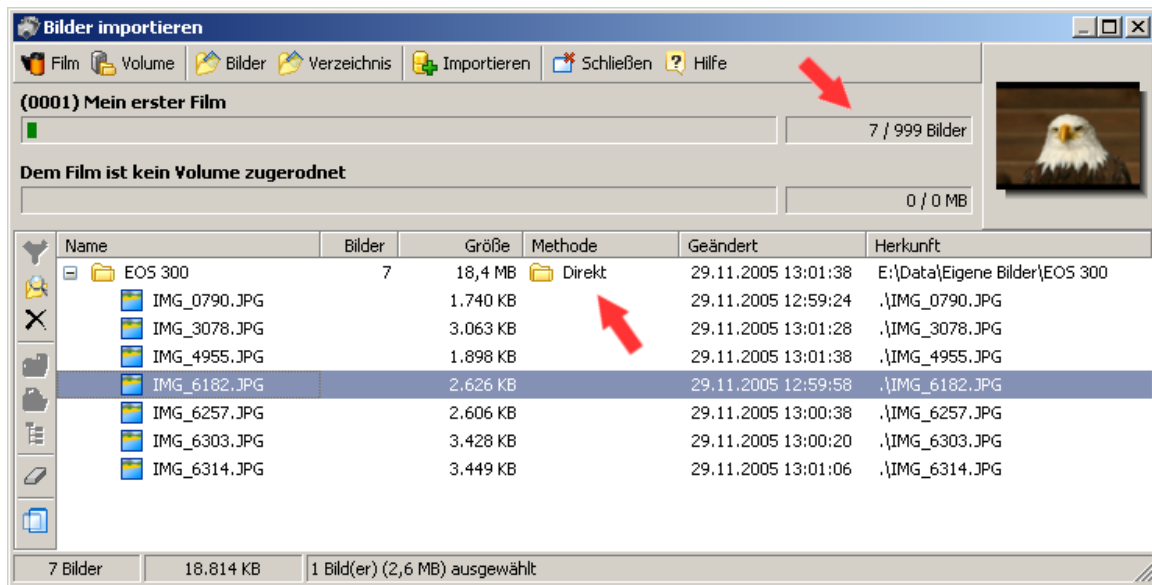 Bilder importieren
Film Volume Bilder Verzeichnis Importieren Schließen Hilfe
(0001) Mein erster Film
7 / 999 Bilder
Dem Film ist kein Volume zugerodnet
0 / 0 MB
Name Bilder Größe Methode Geändert Herkunft
EOS 300 7 18,4 MB Direkt 29.11.2005 13:01:38 E:\Data\Eigene Bilder\EOS 300
IMG_0790.JPG 1.740 KB 29.11.2005 12:59:24 .\IMG_0790.JPG
IMG_3078.JPG 3.063 KB 29.11.2005 13:01:28 .\IMG_3078.JPG
IMG_4955.JPG 1.898 KB 29.11.2005 13:01:38 .\IMG_4955.JPG
IMG_6182.JPG 2.626 KB 29.11.2005 12:59:58 .\IMG_6182.JPG
IMG_6257.JPG 2.606 KB 29.11.2005 13:00:38 .\IMG_6257.JPG
IMG_6303.JPG 3.428 KB 29.11.2005 13:00:20 .\IMG_6303.JPG
IMG_6314.JPG 3.449 KB 29.11.2005 13:01:06 .\IMG_6314.JPG
7 Bilder 18.814 KB 1 Bild(er) (2,6 MB) ausgewählt